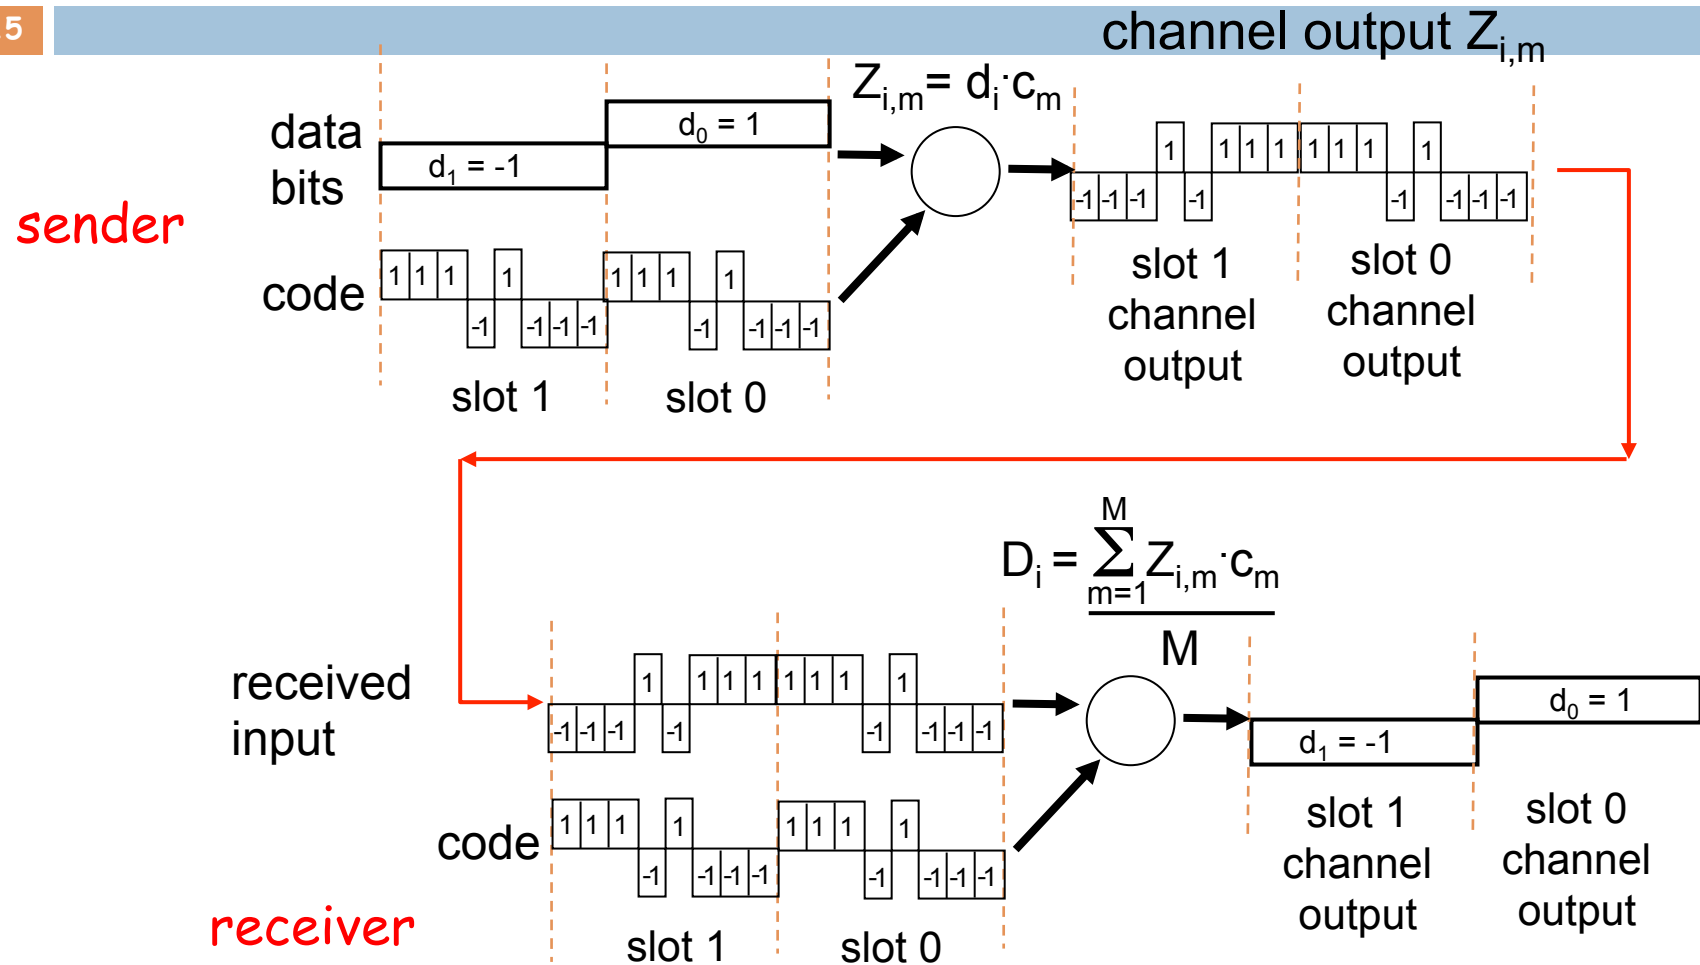 5
channel output Z_i,m
Z_i,m = d_i·c_m
data
bits
d_0 = 1
d_1 = -1
sender
code
1 1 1 -1 1 -1 -1 -1
1 1 1 -1 1 -1 -1 -1
slot 1
slot 0
-1 -1 -1 1 -1 1 1 1
1 1 1 -1 1 -1 -1 -1
slot 1
channel
output
slot 0
channel
output
D_i = Σ Z_i,m·c_m
M
m=1
M
received
input
-1 -1 -1 1 -1 1 1 1
1 1 1 -1 1 -1 -1 -1
code
1 1 1 -1 1 -1 -1 -1
1 1 1 -1 1 -1 -1 -1
slot 1
slot 0
receiver
d_0 = 1
d_1 = -1
slot 1
channel
output
slot 0
channel
output